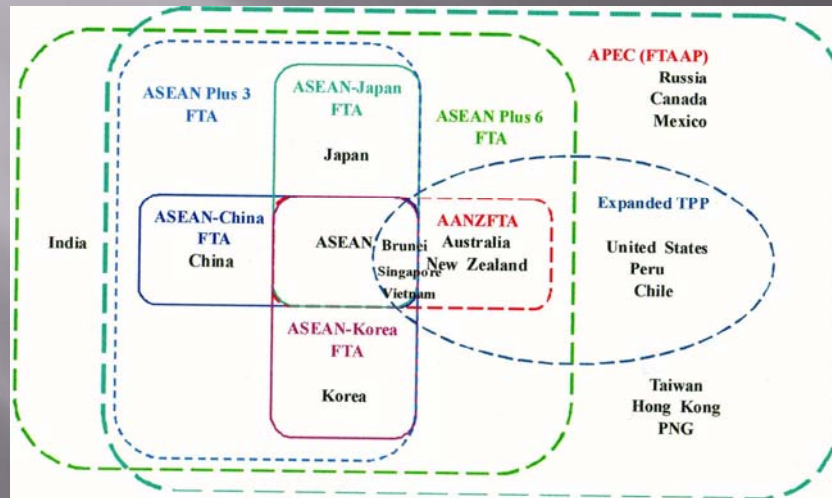 APEC (FTAAP)
Russia
Canada
Mexico
ASEAN Plus 3
FTA
ASEAN-Japan
FTA
Japan
ASEAN Plus 6
FTA
India
ASEAN-China
FTA
China
ASEAN
Brunei
Singapore
Vietnam
AANZFTA
Australia
New Zealand
Expanded TPP
United States
Peru
Chile
ASEAN-Korea
FTA
Korea
Taiwan
Hong Kong
PNG